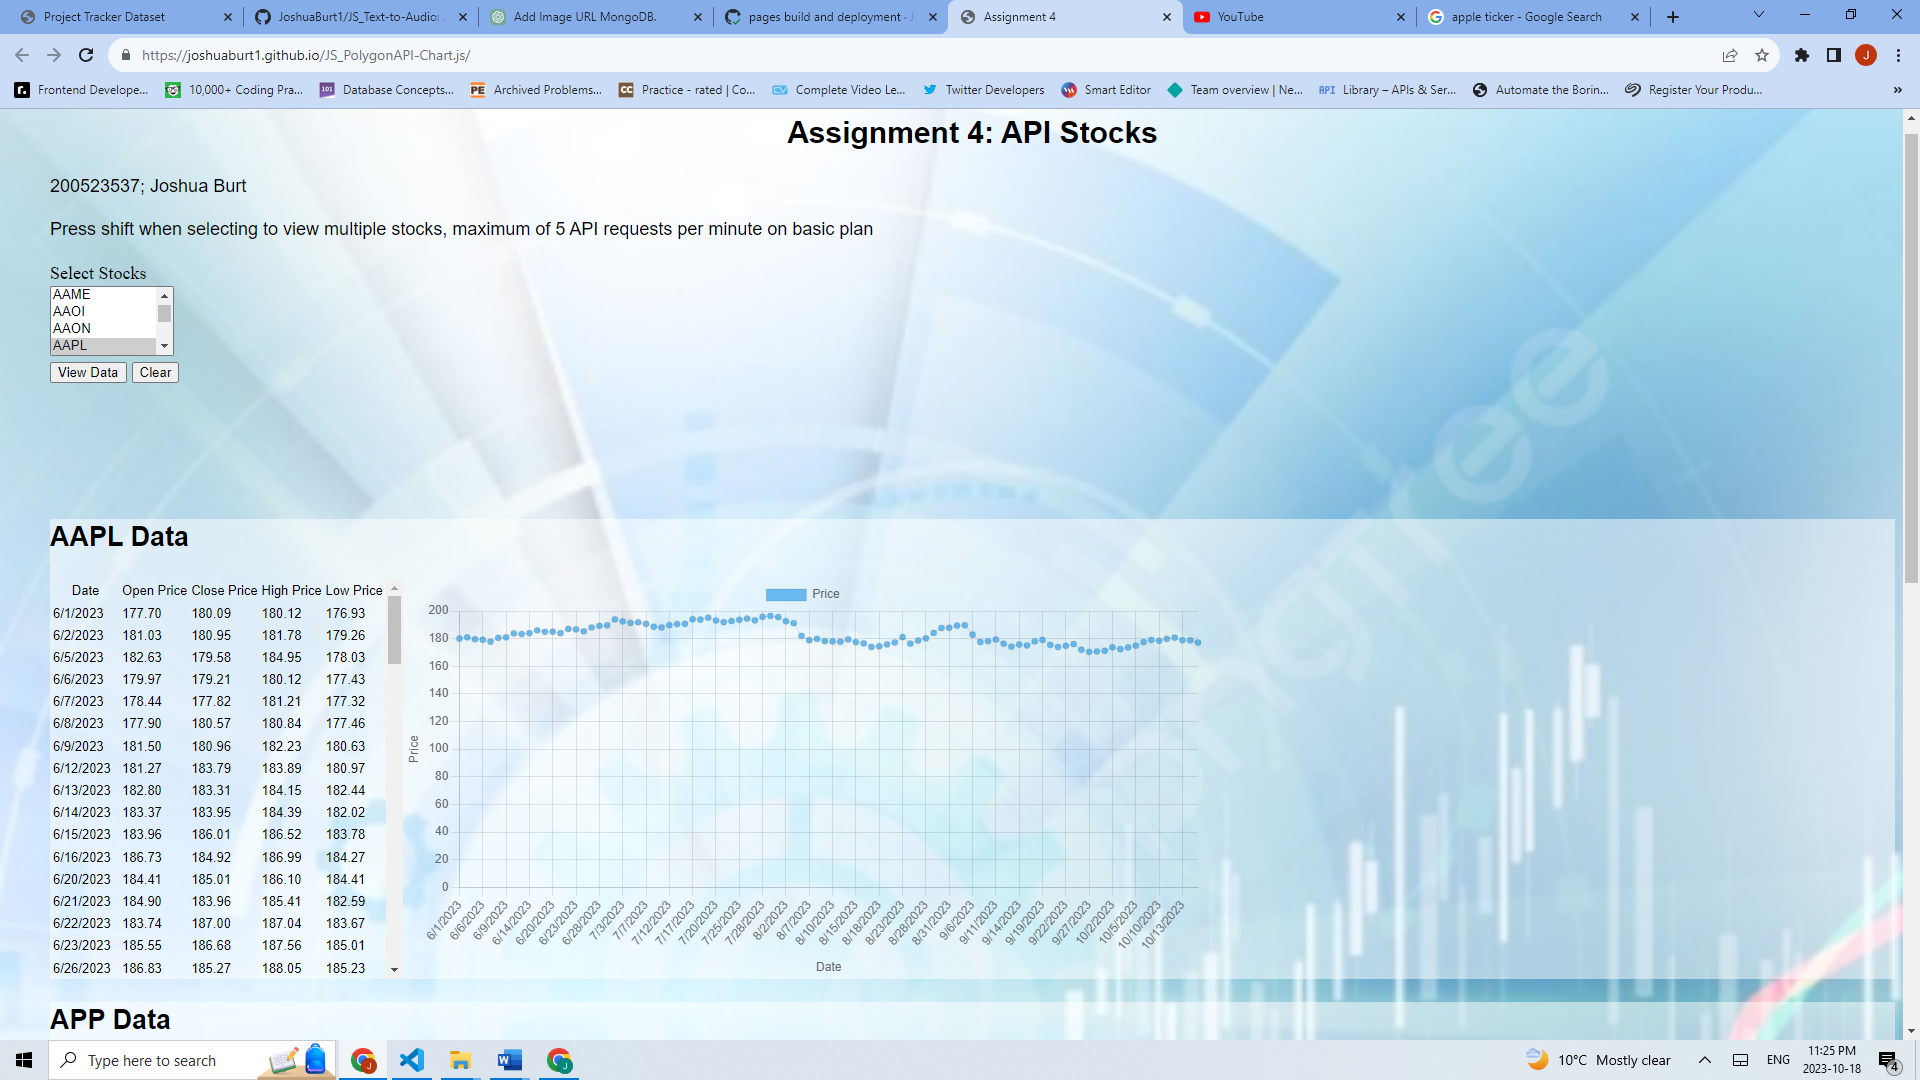 Project Tracker Dataset
JoshuaBurt1/JS_Text-to-Audio:
Add Image URL MongoDB.
pages build and deployment ·
Assignment 4
YouTube
apple ticker - Google Search
https://joshuaburt1.github.io/JS_PolygonAPI-Chart.js/
J
Frontend Develope...
10,000+ Coding Pra...
Database Concepts...
Archived Problems...
Practice - rated | Co...
Complete Video Le...
Twitter Developers
Smart Editor
Team overview | Ne...
Library – APIs & Ser...
Automate the Borin...
Register Your Produ...
Assignment 4: API Stocks
200523537; Joshua Burt
Press shift when selecting to view multiple stocks, maximum of 5 API requests per minute on basic plan
Select Stocks
AAME
AAOI
AAON
AAPL
View Data Clear
AAPL Data
Date Open Price Close Price High Price Low Price
6/1/2023 177.70 180.09 180.12 176.93
6/2/2023 181.03 180.95 181.78 179.26
6/5/2023 182.63 179.58 184.95 178.03
6/6/2023 179.97 179.21 180.12 177.43
6/7/2023 178.44 177.82 181.21 177.32
6/8/2023 177.90 180.57 180.84 177.46
6/9/2023 181.50 180.96 182.23 180.63
6/12/2023 181.27 183.79 183.89 180.97
6/13/2023 182.80 183.31 184.15 182.44
6/14/2023 183.37 183.95 184.39 182.02
6/15/2023 183.96 186.01 186.52 183.78
6/16/2023 186.73 184.92 186.99 184.27
6/20/2023 184.41 185.01 186.10 184.41
6/21/2023 184.90 183.96 185.41 182.59
6/22/2023 183.74 187.00 187.04 183.67
6/23/2023 185.55 186.68 187.56 185.01
6/26/2023 186.83 185.27 188.05 185.23
Price
Price
200
180
160
140
120
100
80
60
40
20
0
6/1/2023
6/6/2023
6/9/2023
6/14/2023
6/20/2023
6/23/2023
6/28/2023
7/3/2023
7/7/2023
7/12/2023
7/17/2023
7/20/2023
7/25/2023
7/28/2023
8/2/2023
8/7/2023
8/10/2023
8/15/2023
8/18/2023
8/23/2023
8/28/2023
8/31/2023
9/6/2023
9/11/2023
9/14/2023
9/19/2023
9/22/2023
9/27/2023
10/2/2023
10/5/2023
10/10/2023
10/13/2023
Date
APP Data
Type here to search
10°C Mostly clear
ENG
11:25 PM
2023-10-18
4